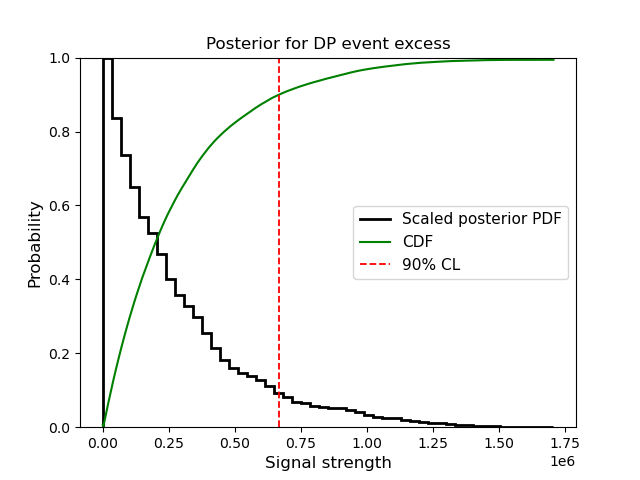 Posterior for DP event excess
1.0
0.8
0.6
0.4
0.2
0.0
Probability
Scaled posterior PDF
CDF
90% CL
0.00 0.25 0.50 0.75 1.00 1.25 1.50 1.75
1e6
Signal strength